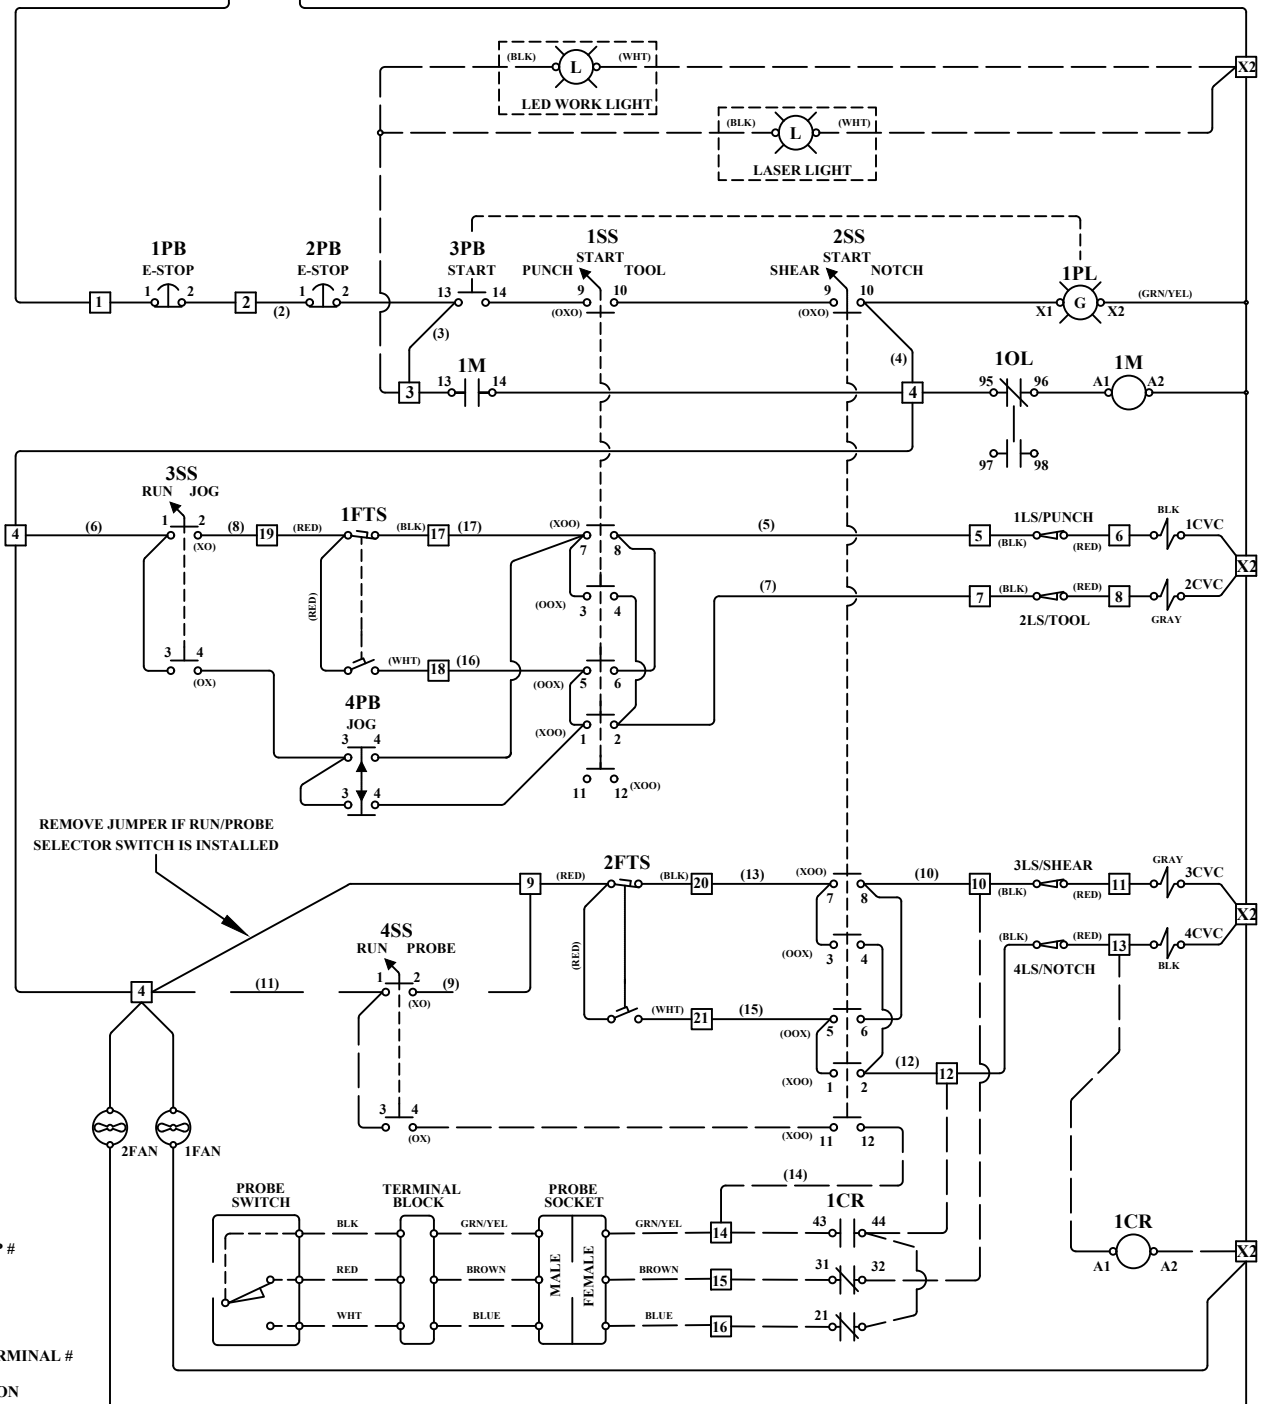 (BLK) L (WHT) X2
LED WORK LIGHT
(BLK) L (WHT)
LASER LIGHT
1PB 2PB 3PB 1SS 2SS 1PL
E-STOP E-STOP START START START
PUNCH TOOL SHEAR NOTCH
1 2 1 2 13 14 9 10 9 10
1 2 (2) (OXO) (OXO) X1 G X2 (GRN/YEL)
(3) (4)
1M 1OL 1M
3 13 14 4 95 96 A1 A2
97 98
3SS
RUN JOG
1FTS 1LS/PUNCH BLK 1CVC
4 (6) 1 2 (8) 19 (RED) (BLK) 17 (17) (XOO) (5) 5 (BLK) (RED) 6 X2
(XO) 7 8
(RED) (7) 7 (BLK) (RED) 8 2CVC
(OOX) 3 4 2LS/TOOL GRAY
3 4 (WHT) 18 (16)
(OX) (OOX) 5 6
4PB
JOG
3 4 (XOO) 1 2
3 4 11 12 (XOO)
REMOVE JUMPER IF RUN/PROBE
SELECTOR SWITCH IS INSTALLED
2FTS 3LS/SHEAR GRAY 3CVC
9 (RED) (BLK) 20 (13) (XOO) (10) 10 (BLK) (RED) 11
7 8 X2
4SS
RUN PROBE (RED) (BLK) (RED) 13 4CVC
(OOX) 3 4 4LS/NOTCH BLK
4 (11) 1 2 (9)
(XO)
(WHT) 21 (15) (OOX) 5 6
(12) 12
(XOO) 1 2
3 4
(OX) (XOO) 11 12
2FAN 1FAN
(14)
PROBE TERMINAL PROBE 1CR
SWITCH BLOCK SOCKET
BLK GRN/YEL GRN/YEL 14 43 44 1CR
P #
X2
A1 A2
RED BROWN MALE FEMALE BROWN 15 31 32
WHT BLUE BLUE 16 21
RMINAL #
ON